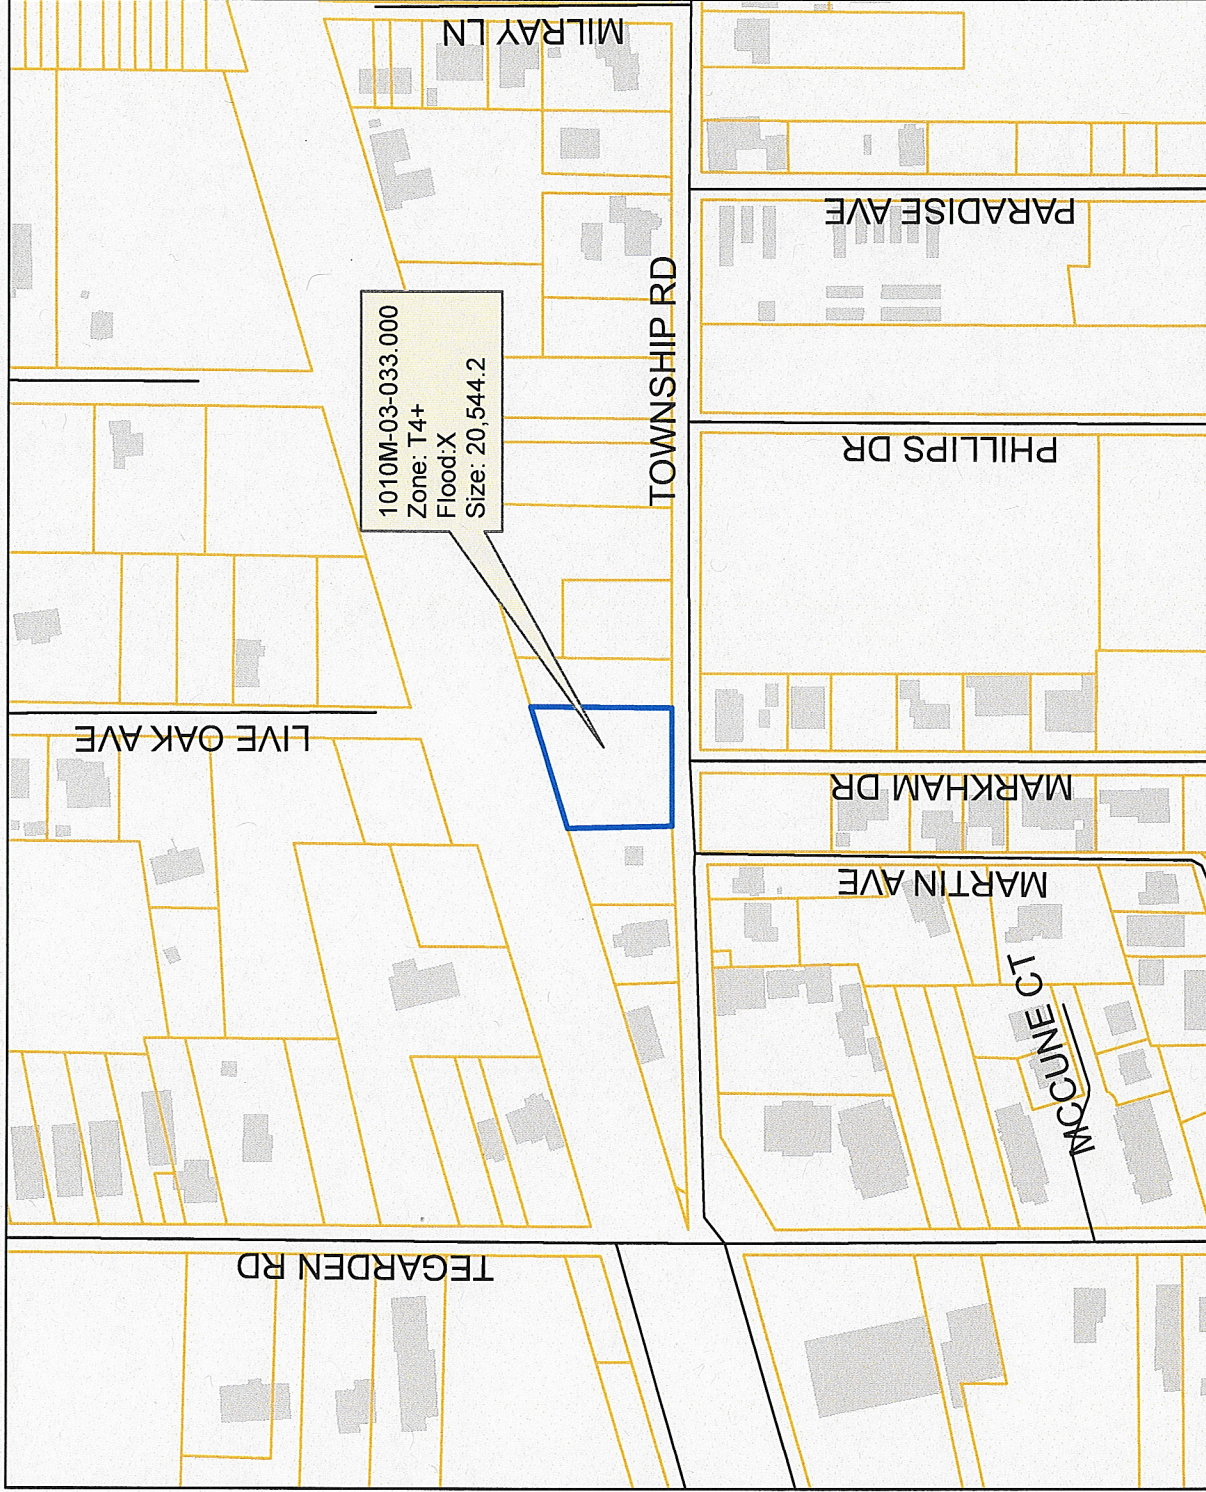 MILRAY LN
PARADISE AVE
TOWNSHIP RD
1010M-03-033.000
Zone: T4+
Flood:X
Size: 20,544.2
PHILLIPS DR
LIVE OAK AVE
MARKHAM DR
MARTIN AVE
MCCUNE CT
TEGARDEN RD